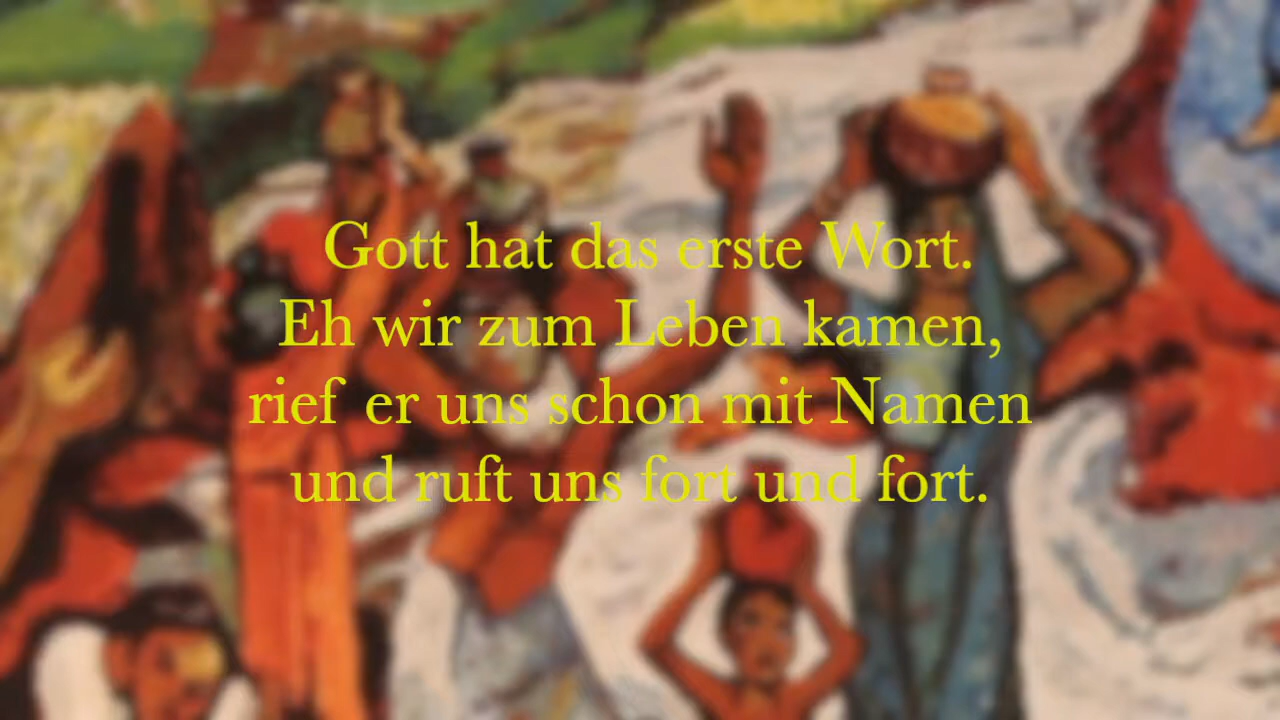 Gott hat das erste Wort.
Eh wir zum Leben kamen,
rief er uns schon mit Namen
und ruft uns fort und fort.